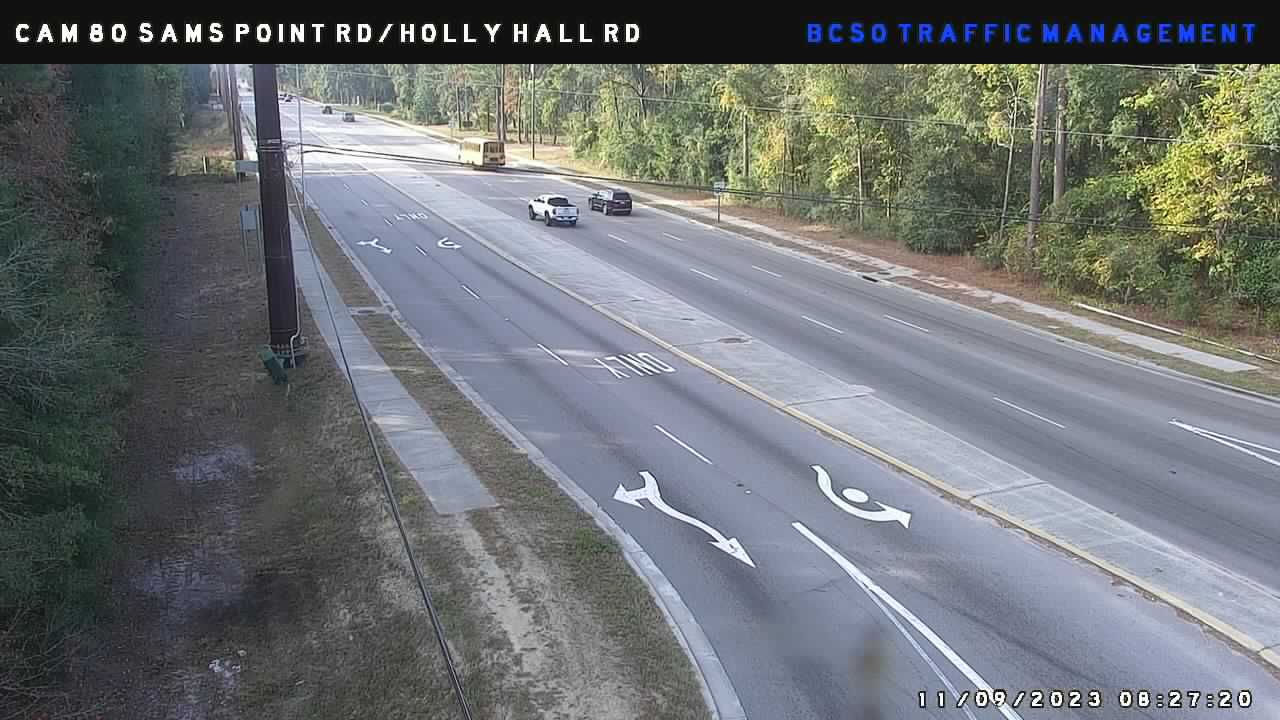 CAM 80 SAMS POINT RD/HOLLY HALL RD
BCSO TRAFFIC MANAGEMENT
ONLY
ONLY
11/09/2023 08:27:20